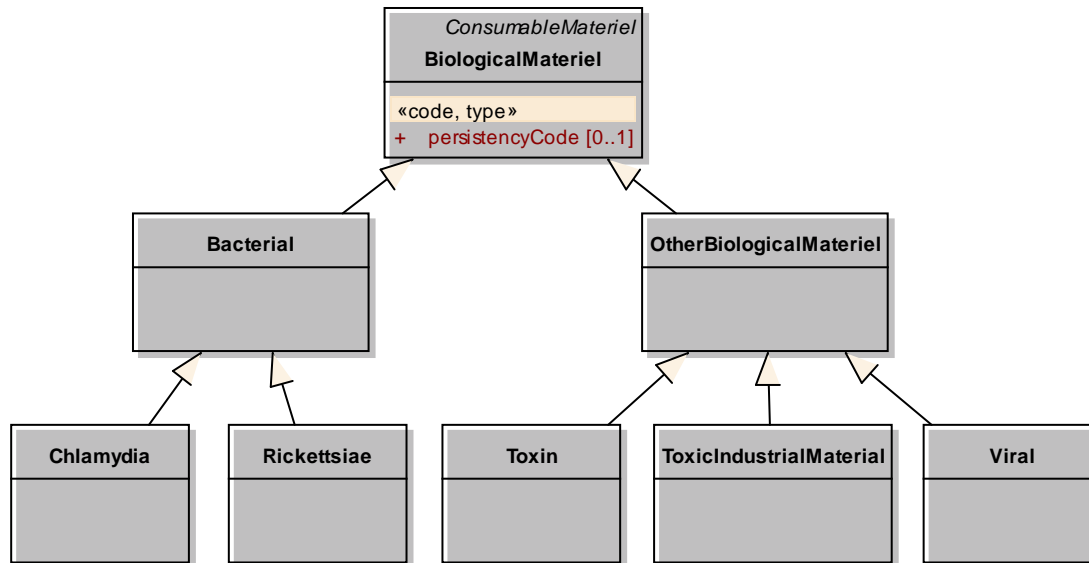 ConsumableMateriel
BiologicalMateriel
«code, type»
+ persistencyCode [0..1]
Bacterial
OtherBiologicalMateriel
Chlamydia
Rickettsiae
Toxin
ToxicIndustrialMaterial
Viral